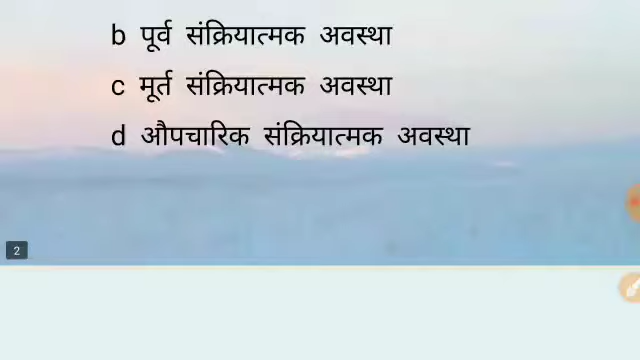 b पूर्व संक्रियात्मक अवस्था
c मूर्त संक्रियात्मक अवस्था
d औपचारिक संक्रियात्मक अवस्था
2